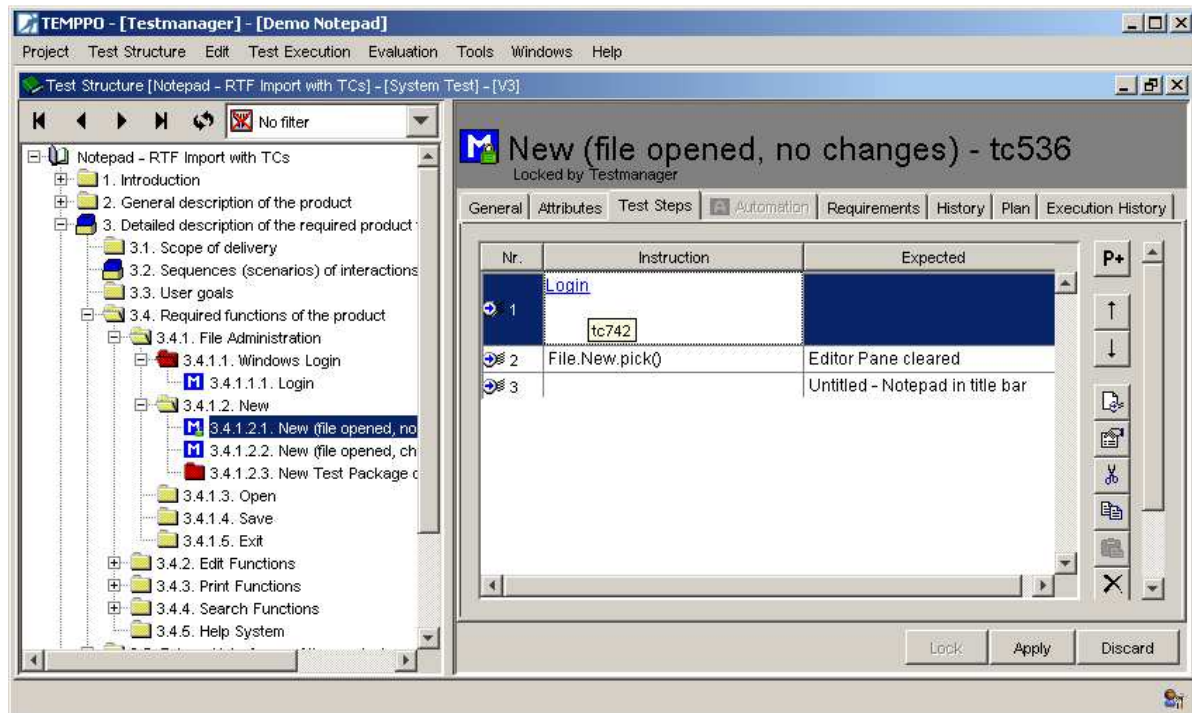 TEMPPO - [Testmanager] - [Demo Notepad]
Project Test Structure Edit Test Execution Evaluation Tools Windows Help
Test Structure [Notepad - RTF Import with TCs] - [System Test] - [V3]
No filter
Notepad - RTF Import with TCs
1. Introduction
2. General description of the product
3. Detailed description of the required product
3.1. Scope of delivery
3.2. Sequences (scenarios) of interactions
3.3. User goals
3.4. Required functions of the product
3.4.1. File Administration
3.4.1.1. Windows Login
M 3.4.1.1.1. Login
3.4.1.2. New
M 3.4.1.2.1. New (file opened, no
M 3.4.1.2.2. New (file opened, ch
3.4.1.2.3. New Test Package
3.4.1.3. Open
3.4.1.4. Save
3.4.1.5. Exit
3.4.2. Edit Functions
3.4.3. Print Functions
3.4.4. Search Functions
3.4.5. Help System
M New (file opened, no changes) - tc536
Locked by Testmanager
General Attributes Test Steps A Automation Requirements History Plan Execution History
Nr. Instruction Expected
1 Login
tc742
2 File.New.pick() Editor Pane cleared
3 Untitled - Notepad in title bar
P+
Lock Apply Discard